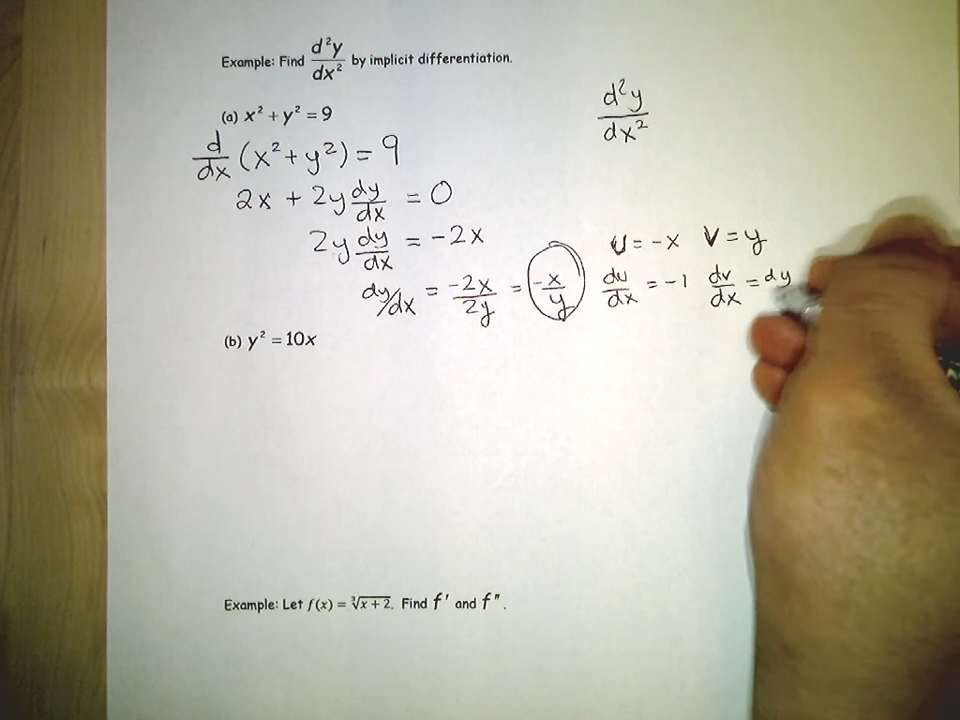 Example: Find d²y/dx² by implicit differentiation.
(a) x² + y² = 9
d²y/dx²
d/dx (x² + y²) = 9
2x + 2y dy/dx = 0
2y dy/dx = -2x
U = -x V = y
dy/dx = -2x/2y = -x/y
du/dx = -1 dv/dx = dy
(b) y² = 10x
Example: Let f(x) = ∛(x + 2). Find f' and f".